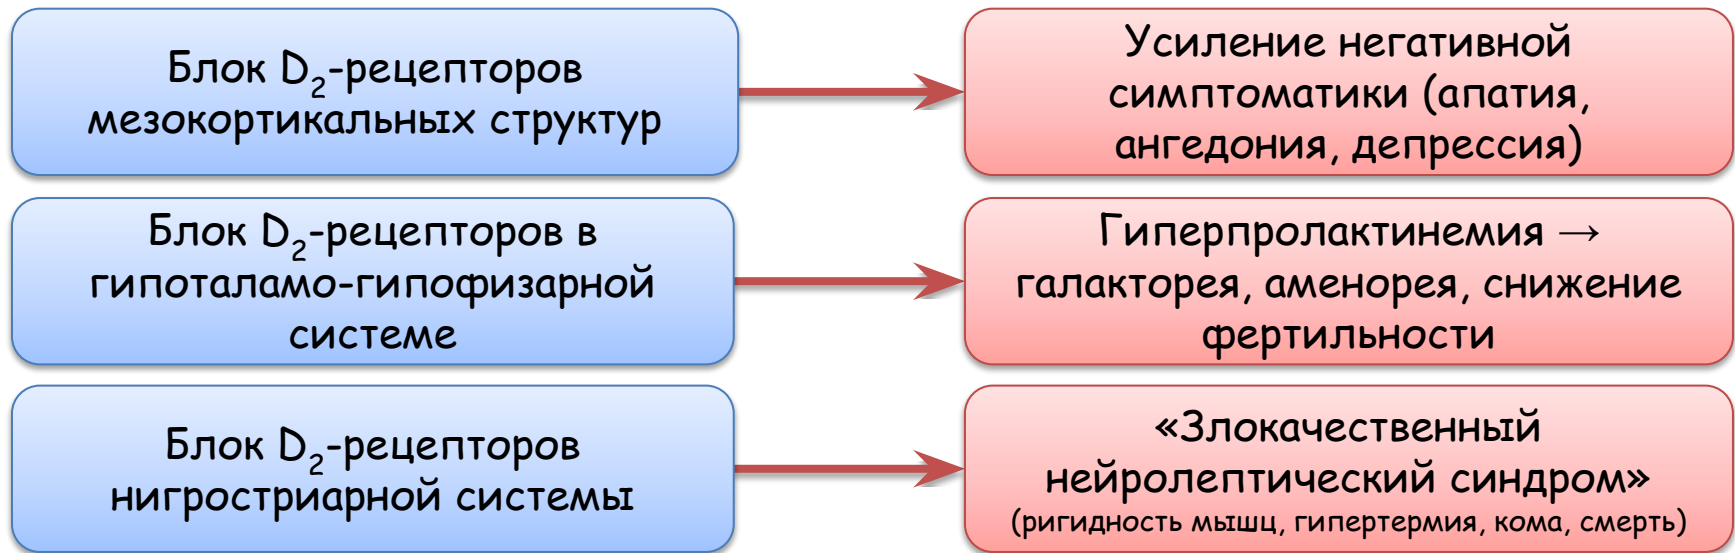 Блок D₂-рецепторов
мезокортикальных структур
Усиление негативной
симптоматики (апатия,
ангедония, депрессия)
Блок D₂-рецепторов в
гипоталамо-гипофизарной
системе
Гиперпролактинемия →
галакторея, аменорея, снижение
фертильности
Блок D₂-рецепторов
нигростриарной системы
«Злокачественный
нейролептический синдром»
(ригидность мышц, гипертермия, кома, смерть)